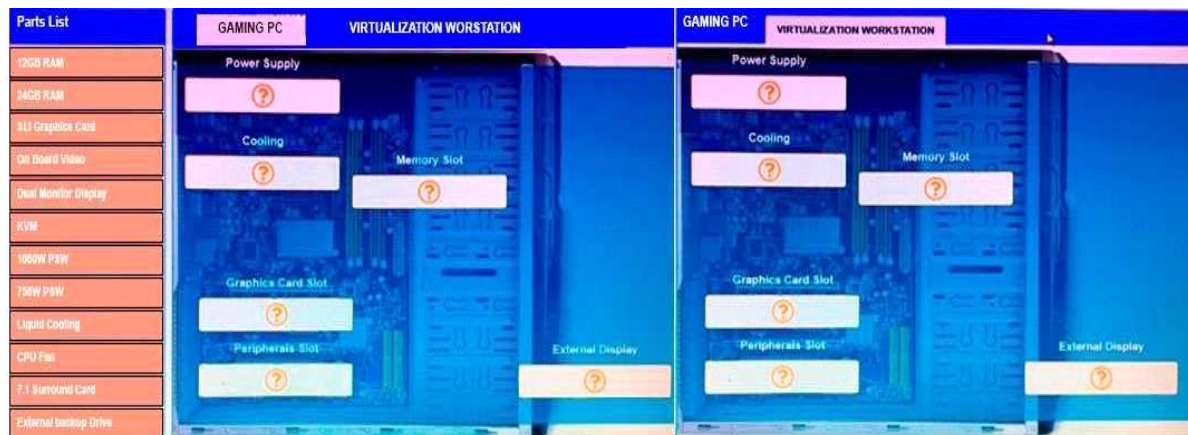 Parts List
12GB RAM
24GB RAM
SLI Graphics Card
On Board Video
Dual Monitor Display
KVM
1000W PSW
750W PSW
Liquid Cooling
CPU Fan
7.1 Surround Card
External backup Drive
GAMING PC
VIRTUALIZATION WORSTATION
Power Supply
?
Cooling
?
Memory Slot
?
Graphics Card Slot
?
Peripherals Slot
?
External Display
?
GAMING PC
VIRTUALIZATION WORKSTATION
Power Supply
?
Cooling
?
Memory Slot
?
Graphics Card Slot
?
Peripherals Slot
?
External Display
?